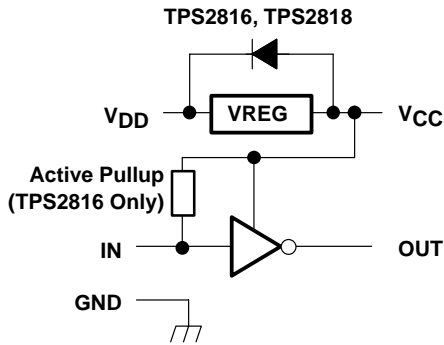 TPS2816, TPS2818
VDD
VREG
VCC
Active Pullup
(TPS2816 Only)
IN
OUT
GND